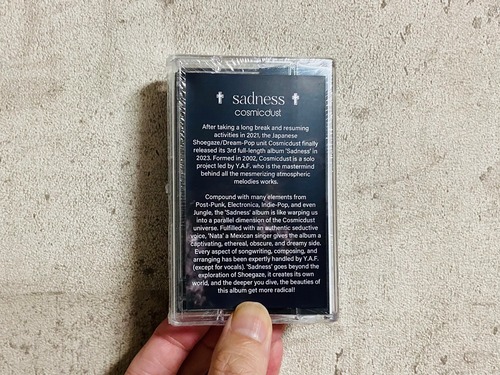 ✝ sadness ✝
cosmicdust
After taking a long break and resuming
activities in 2021, the Japanese
Shoegaze/Dream-Pop unit Cosmicdust finally
released its 3rd full-length album 'Sadness' in
2023. Formed in 2002, Cosmicdust is a solo
project led by Y.A.F. who is the mastermind
behind all the mesmerizing atmospheric
melodies works.
Compound with many elements from
Post-Punk, Electronica, Indie-Pop, and even
Jungle, the 'Sadness' album is like warping us
into a parallel dimension of the Cosmicdust
universe. Fulfilled with an authentic seductive
voice, 'Nata' a Mexican singer gives the album a
captivating, ethereal, obscure, and dreamy side.
Every aspect of songwriting, composing, and
arranging has been expertly handled by Y.A.F.
(except for vocals). 'Sadness' goes beyond the
exploration of Shoegaze, it creates its own
world, and the deeper you dive, the beauties of
this album get more radical!